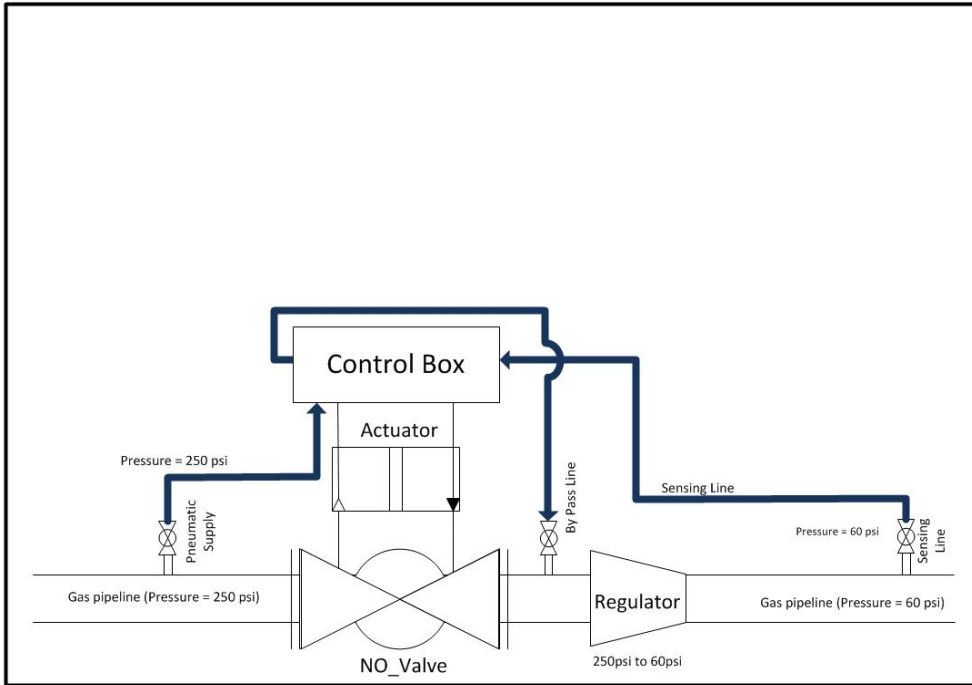 Control Box
Actuator
Pressure = 250 psi
Pneumatic
Supply
By Pass Line
Sensing Line
Pressure = 60 psi
Sensing
Line
Gas pipeline (Pressure = 250 psi)
Regulator
Gas pipeline (Pressure = 60 psi)
NO_Valve
250psi to 60psi